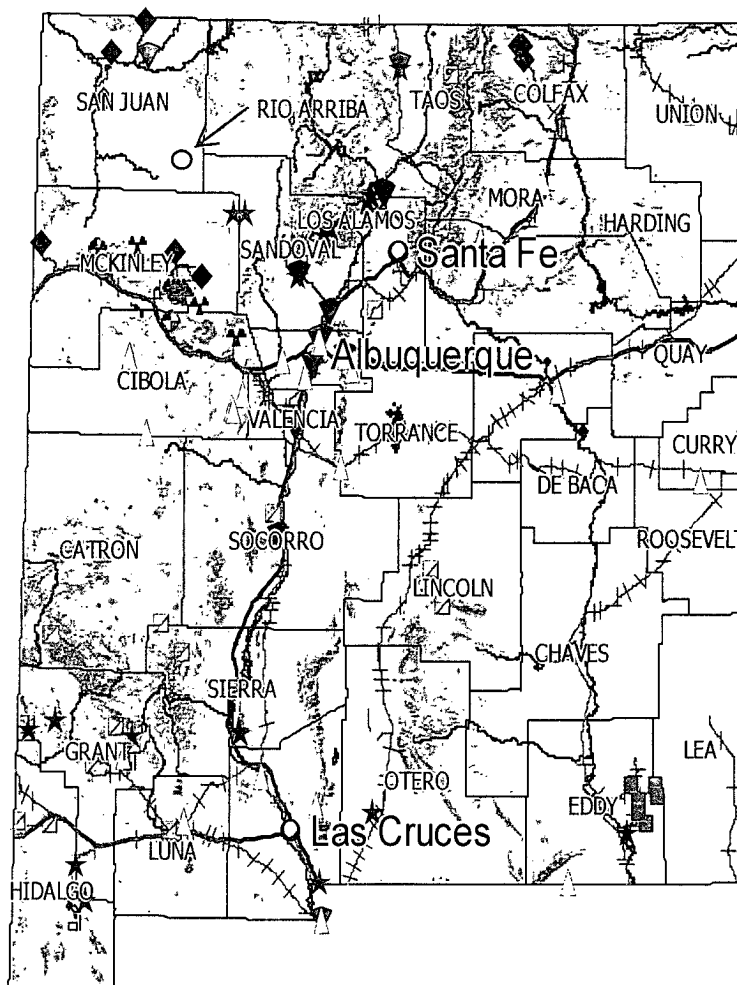 SAN JUAN
RIO ARRIBA
TAOS
COLFAX
UNION
MORA
HARDING
LOS ALAMOS
SANDOVAL
MCKINLEY
Santa Fe
Albuquerque
QUAY
CIBOLA
VALENCIA
TORRANCE
CURRY
DE BACA
SOCORRO
ROOSEVELT
CATRON
LINCOLN
CHAVES
SIERRA
GRANT
OTERO
LEA
EDDY
Las Cruces
LUNA
HIDALGO